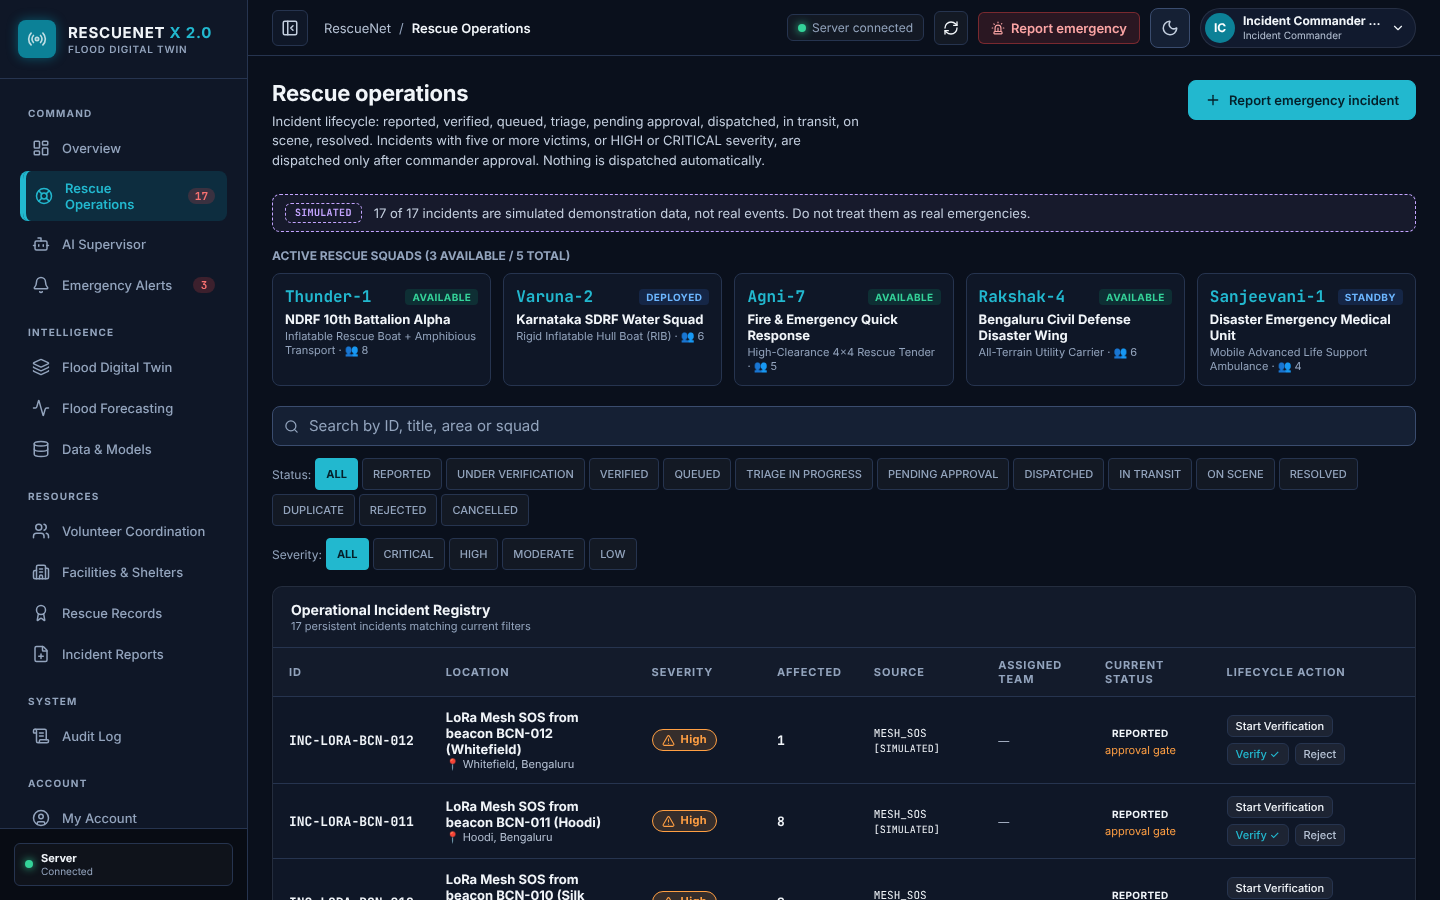 RESCUENET X 2.0
FLOOD DIGITAL TWIN
COMMAND
Overview
Rescue
Operations
17
AI Supervisor
Emergency Alerts
3
INTELLIGENCE
Flood Digital Twin
Flood Forecasting
Data & Models
RESOURCES
Volunteer Coordination
Facilities & Shelters
Rescue Records
Incident Reports
SYSTEM
Audit Log
ACCOUNT
My Account
Server
Connected
RescueNet / Rescue Operations
Server connected
Report emergency
IC
Incident Commander ...
Incident Commander
Rescue operations
Incident lifecycle: reported, verified, queued, triage, pending approval, dispatched, in transit, on
scene, resolved. Incidents with five or more victims, or HIGH or CRITICAL severity, are
dispatched only after commander approval. Nothing is dispatched automatically.
+ Report emergency incident
SIMULATED
17 of 17 incidents are simulated demonstration data, not real events. Do not treat them as real emergencies.
ACTIVE RESCUE SQUADS (3 AVAILABLE / 5 TOTAL)
Thunder-1
AVAILABLE
NDRF 10th Battalion Alpha
Inflatable Rescue Boat + Amphibious
Transport · 👥 8
Varuna-2
DEPLOYED
Karnataka SDRF Water Squad
Rigid Inflatable Hull Boat (RIB) · 👥 6
Agni-7
AVAILABLE
Fire & Emergency Quick
Response
High-Clearance 4×4 Rescue Tender
· 👥 5
Rakshak-4
AVAILABLE
Bengaluru Civil Defense
Disaster Wing
All-Terrain Utility Carrier · 👥 6
Sanjeevani-1
STANDBY
Disaster Emergency Medical
Unit
Mobile Advanced Life Support
Ambulance · 👥 4
Search by ID, title, area or squad
Status: ALL REPORTED UNDER VERIFICATION VERIFIED QUEUED TRIAGE IN PROGRESS PENDING APPROVAL DISPATCHED IN TRANSIT ON SCENE RESOLVED
DUPLICATE REJECTED CANCELLED
Severity: ALL CRITICAL HIGH MODERATE LOW
Operational Incident Registry
17 persistent incidents matching current filters
ID LOCATION SEVERITY AFFECTED SOURCE ASSIGNED TEAM CURRENT STATUS LIFECYCLE ACTION
INC-LORA-BCN-012
LoRa Mesh SOS from
beacon BCN-012
(Whitefield)
📍 Whitefield, Bengaluru
High
1
MESH_SOS
[SIMULATED]
—
REPORTED
approval gate
Start Verification
Verify ✓ Reject
INC-LORA-BCN-011
LoRa Mesh SOS from
beacon BCN-011 (Hoodi)
📍 Hoodi, Bengaluru
High
8
MESH_SOS
[SIMULATED]
—
REPORTED
approval gate
Start Verification
Verify ✓ Reject
LoRa Mesh SOS from
beacon BCN-010 (Silk
MESH_SOS
REPORTED
Start Verification